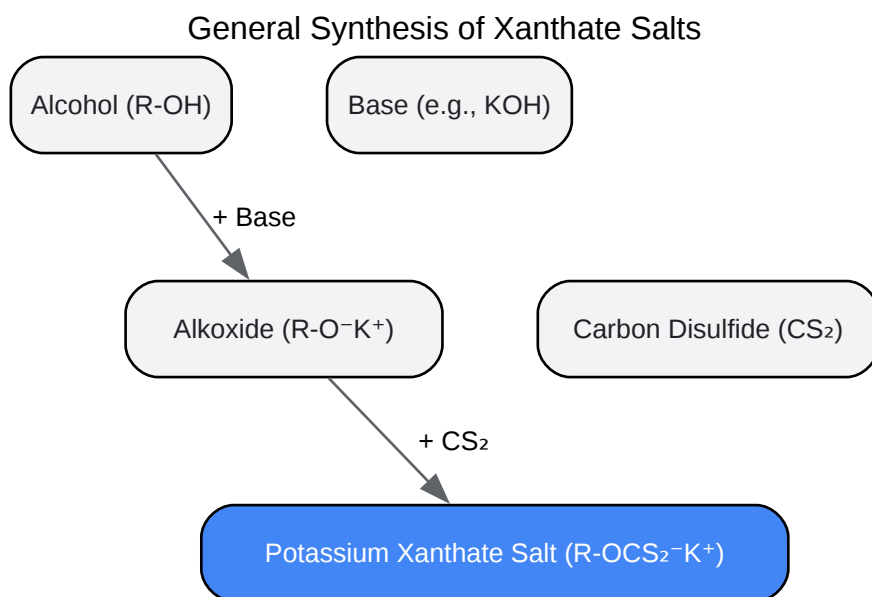 General Synthesis of Xanthate Salts
Alcohol (R-OH)
Base (e.g., KOH)
+ Base
Alkoxide (R-O⁻K⁺)
Carbon Disulfide (CS₂)
+ CS₂
Potassium Xanthate Salt (R-OCS₂⁻K⁺)